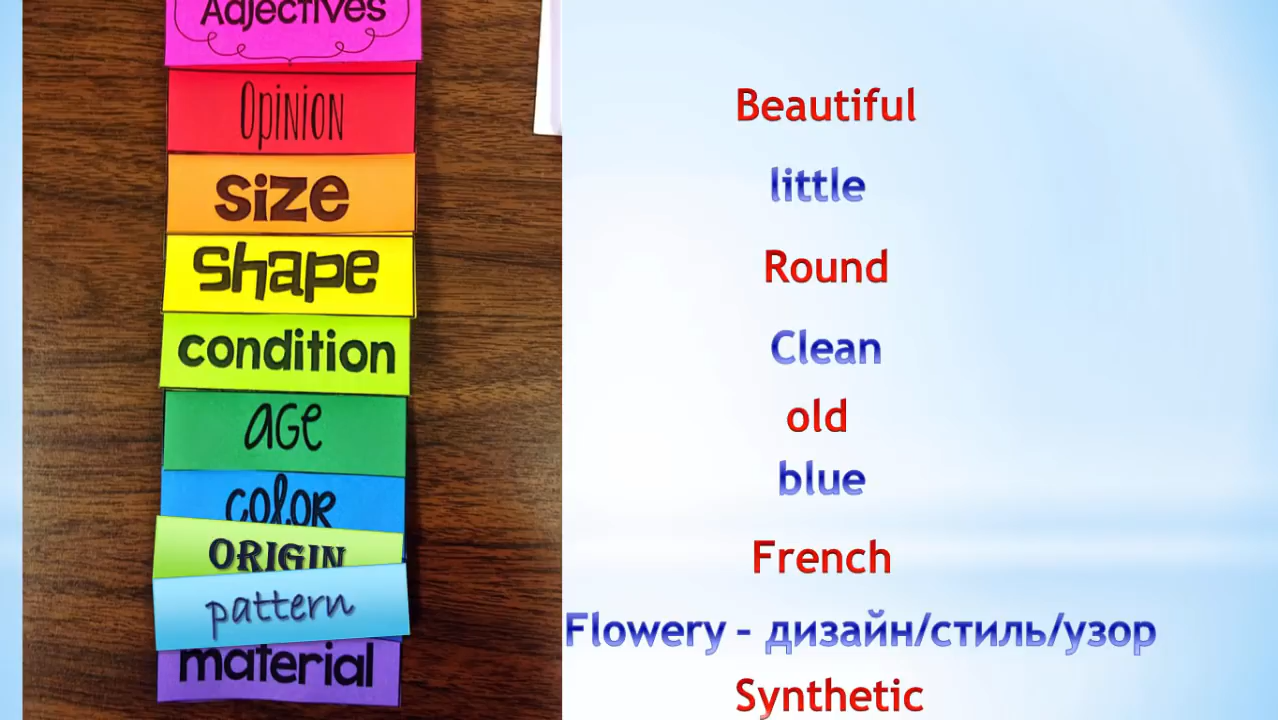 Adjectives
Opinion
size
shape
condition
age
color
ORIGIN
pattern
material
Beautiful
little
Round
Clean
old
blue
French
Flowery – дизайн/стиль/узор
Synthetic